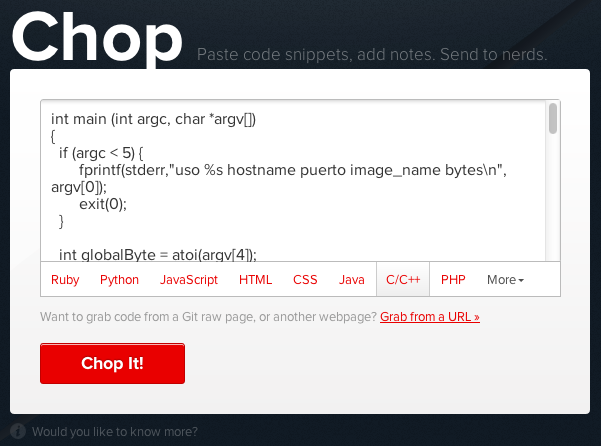 Chop
Paste code snippets, add notes. Send to nerds.
int main (int argc, char *argv[])
{
if (argc < 5) {
fprintf(stderr,"uso %s hostname puerto image_name bytes\n",
argv[0]);
exit(0);
}
int globalByte = atoi(argv[4]);
Ruby Python JavaScript HTML CSS Java C/C++ PHP More
Want to grab code from a Git raw page, or another webpage? Grab from a URL »
Chop It!
i Would you like to know more?